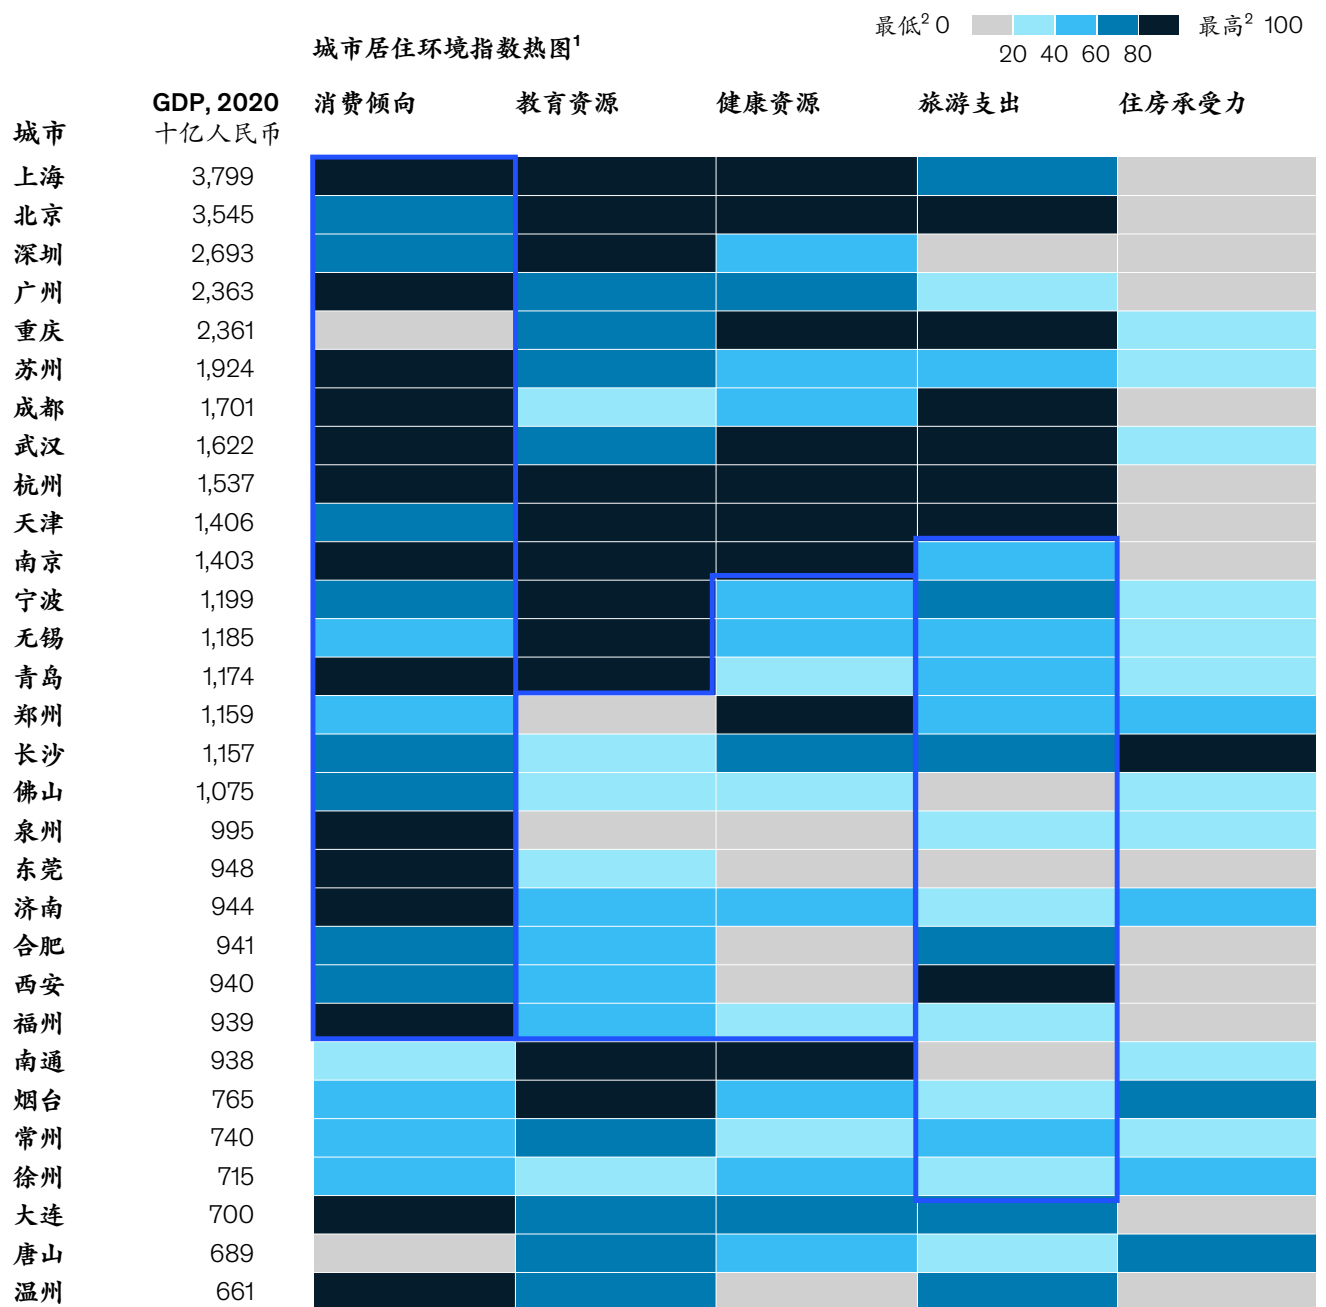 最低² 0 最高² 100
20 40 60 80
城市居住环境指数热图¹
GDP, 2020 消费倾向 教育资源 健康资源 旅游支出 住房承受力
城市 十亿人民币
上海 3,799
北京 3,545
深圳 2,693
广州 2,363
重庆 2,361
苏州 1,924
成都 1,701
武汉 1,622
杭州 1,537
天津 1,406
南京 1,403
宁波 1,199
无锡 1,185
青岛 1,174
郑州 1,159
长沙 1,157
佛山 1,075
泉州 995
东莞 948
济南 944
合肥 941
西安 940
福州 939
南通 938
烟台 765
常州 740
徐州 715
大连 700
唐山 689
温州 661